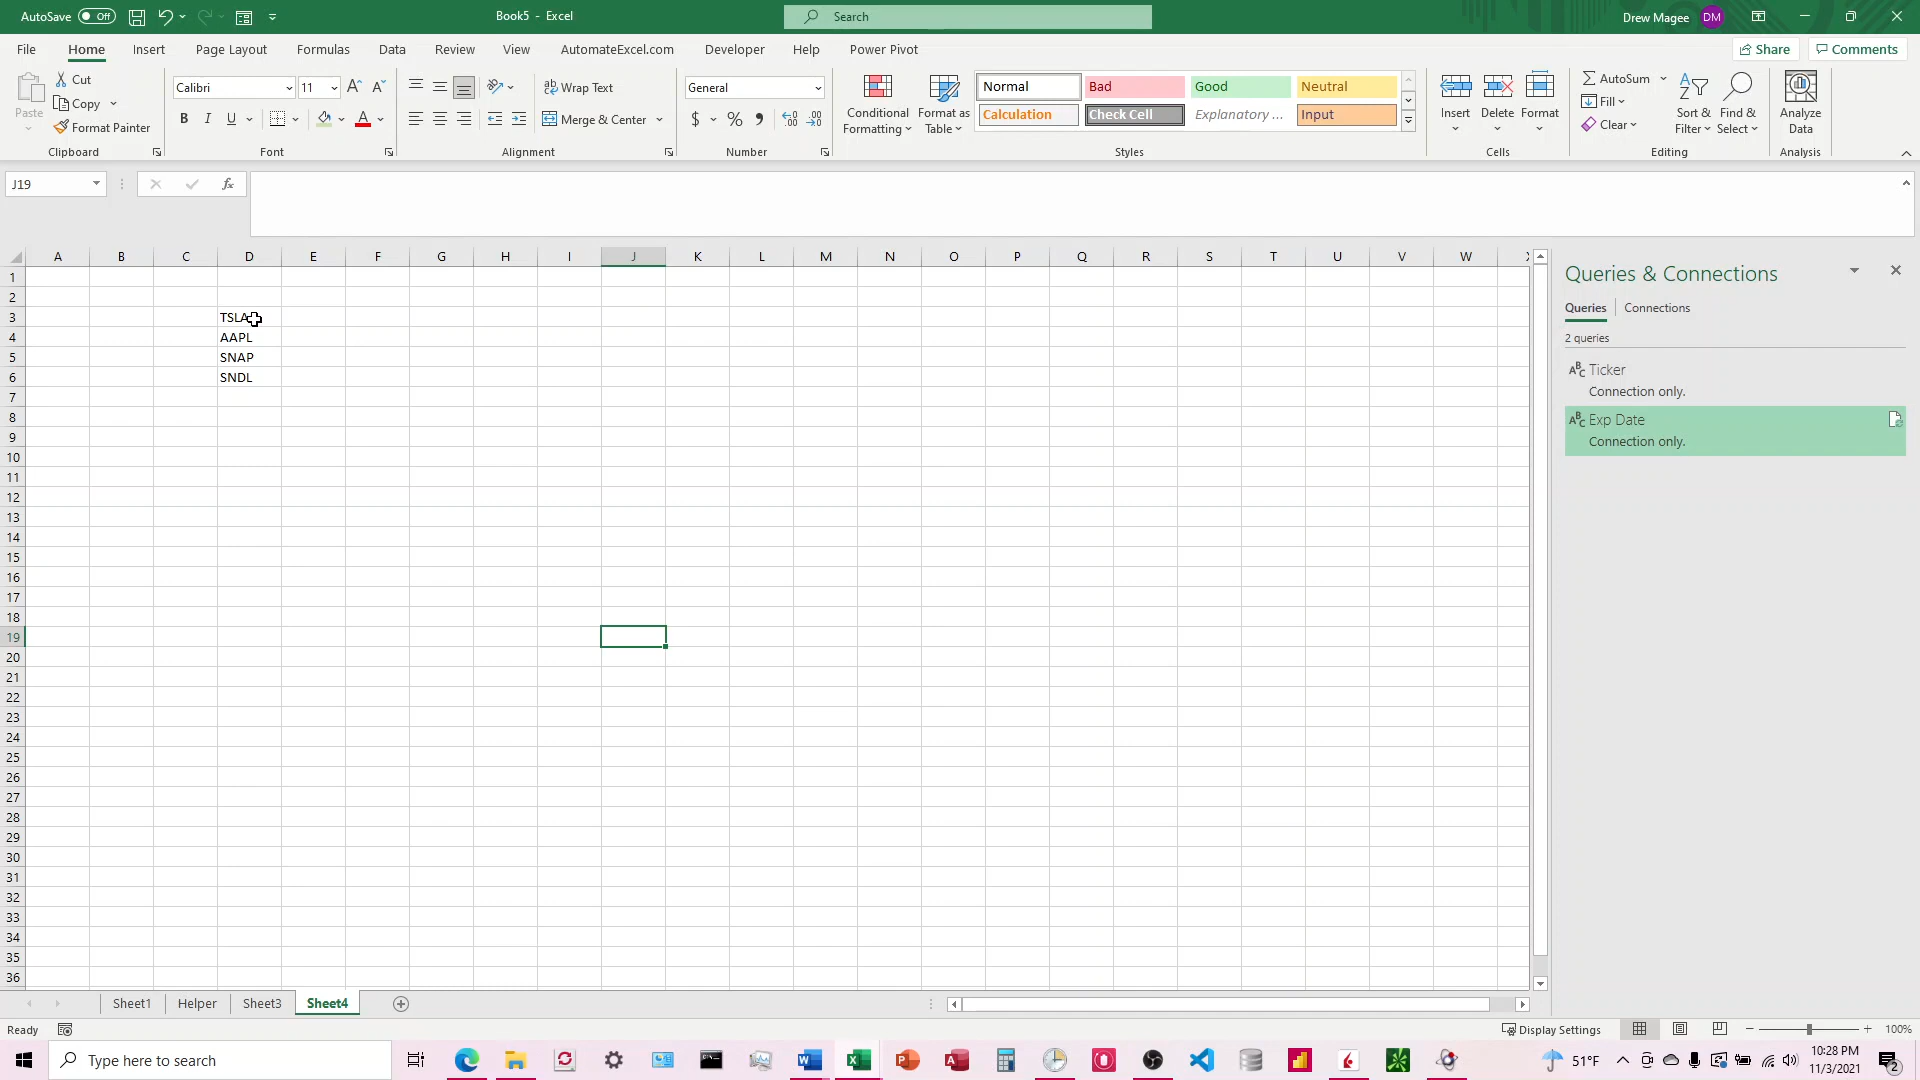 AutoSave Off Book5 - Excel Search Drew Magee DM
File Home Insert Page Layout Formulas Data Review View AutomateExcel.com Developer Help Power Pivot Share Comments
Paste Cut Copy Format Painter
Calibri 11 Wrap Text Merge & Center General
Conditional Formatting Format as Table
Normal Bad Good Neutral
Calculation Check Cell Explanatory ... Input
Insert Delete Format
AutoSum Fill Clear
Sort & Filter Find & Select Analyze Data
Clipboard Font Alignment Number Styles Cells Editing Analysis
J19 fx
A B C D E F G H I J K L M N O P Q R S T U V W
1
2
3 TSLA
4 AAPL
5 SNAP
6 SNDL
7
8
9
10
11
12
13
14
15
16
17
18
19
20
21
22
23
24
25
26
27
28
29
30
31
32
33
34
35
36
Queries & Connections
Queries Connections
2 queries
ABC Ticker
Connection only.
ABC Exp Date
Connection only.
Sheet1 Helper Sheet3 Sheet4
Ready Display Settings 100%
Type here to search 51°F 10:28 PM
11/3/2021 2